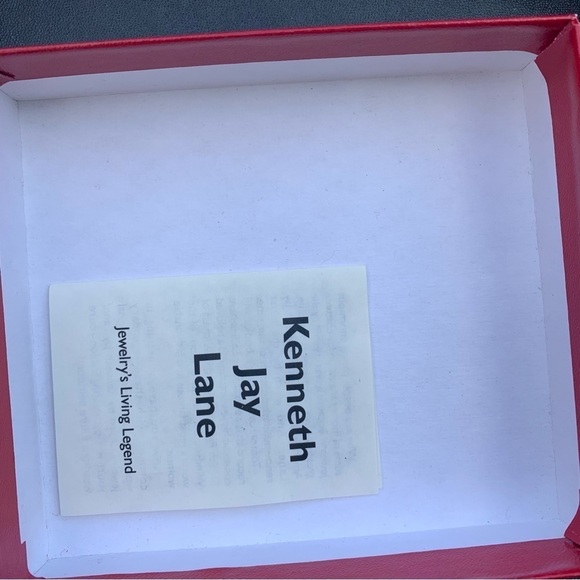 Kenneth
Jay
Lane
Jewelry's Living Legend